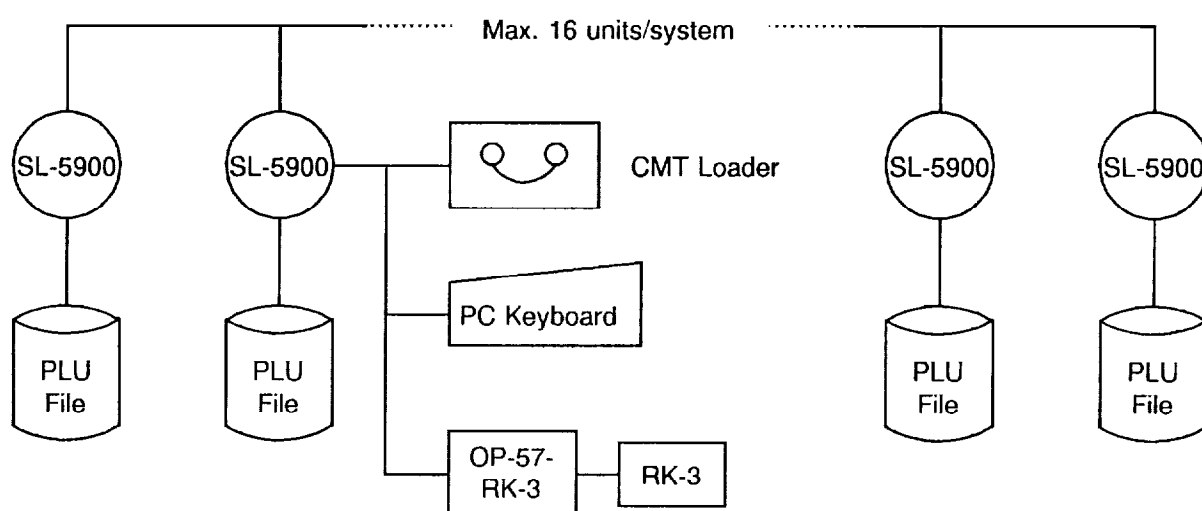 Max. 16 units/system
SL-5900
SL-5900
CMT Loader
SL-5900
SL-5900
PC Keyboard
PLU
File
PLU
File
PLU
File
PLU
File
OP-57-
RK-3
RK-3